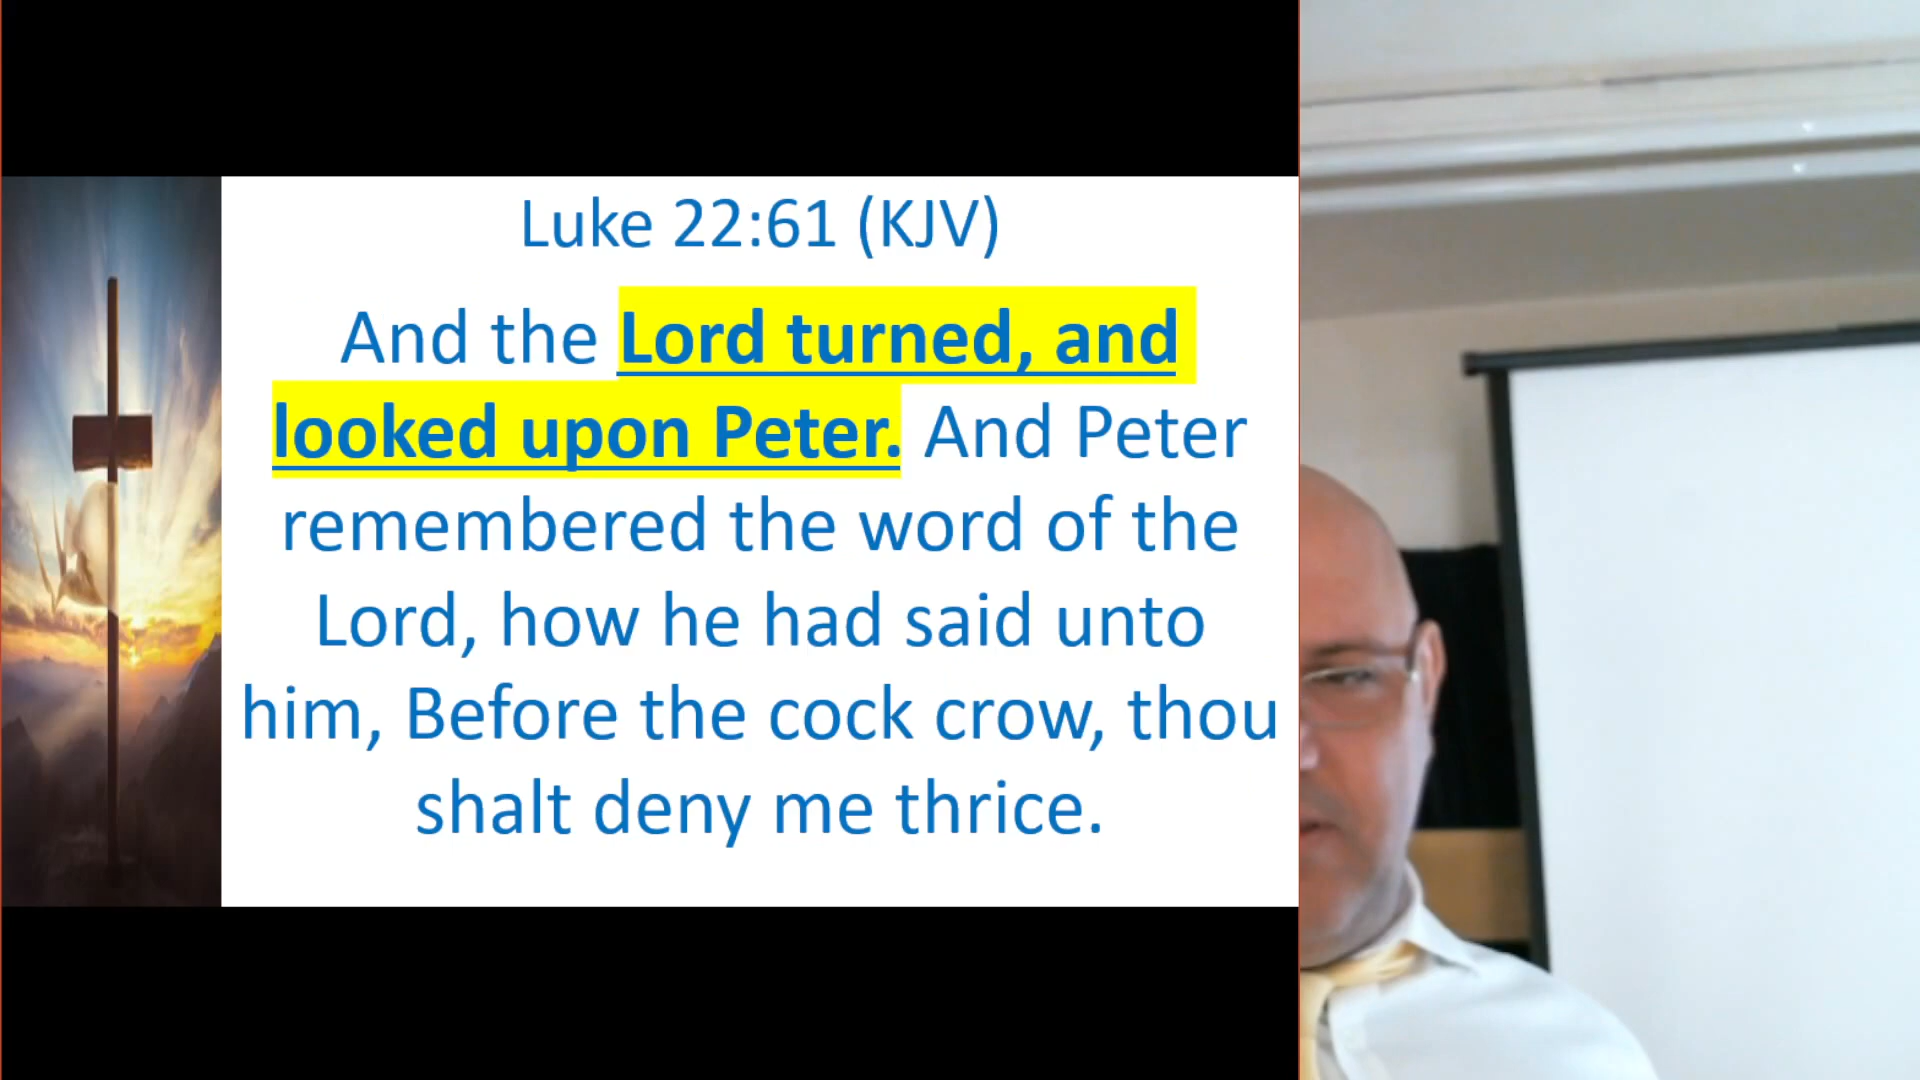 Luke 22:61 (KJV)
And the Lord turned, and
looked upon Peter. And Peter
remembered the word of the
Lord, how he had said unto
him, Before the cock crow, thou
shalt deny me thrice.